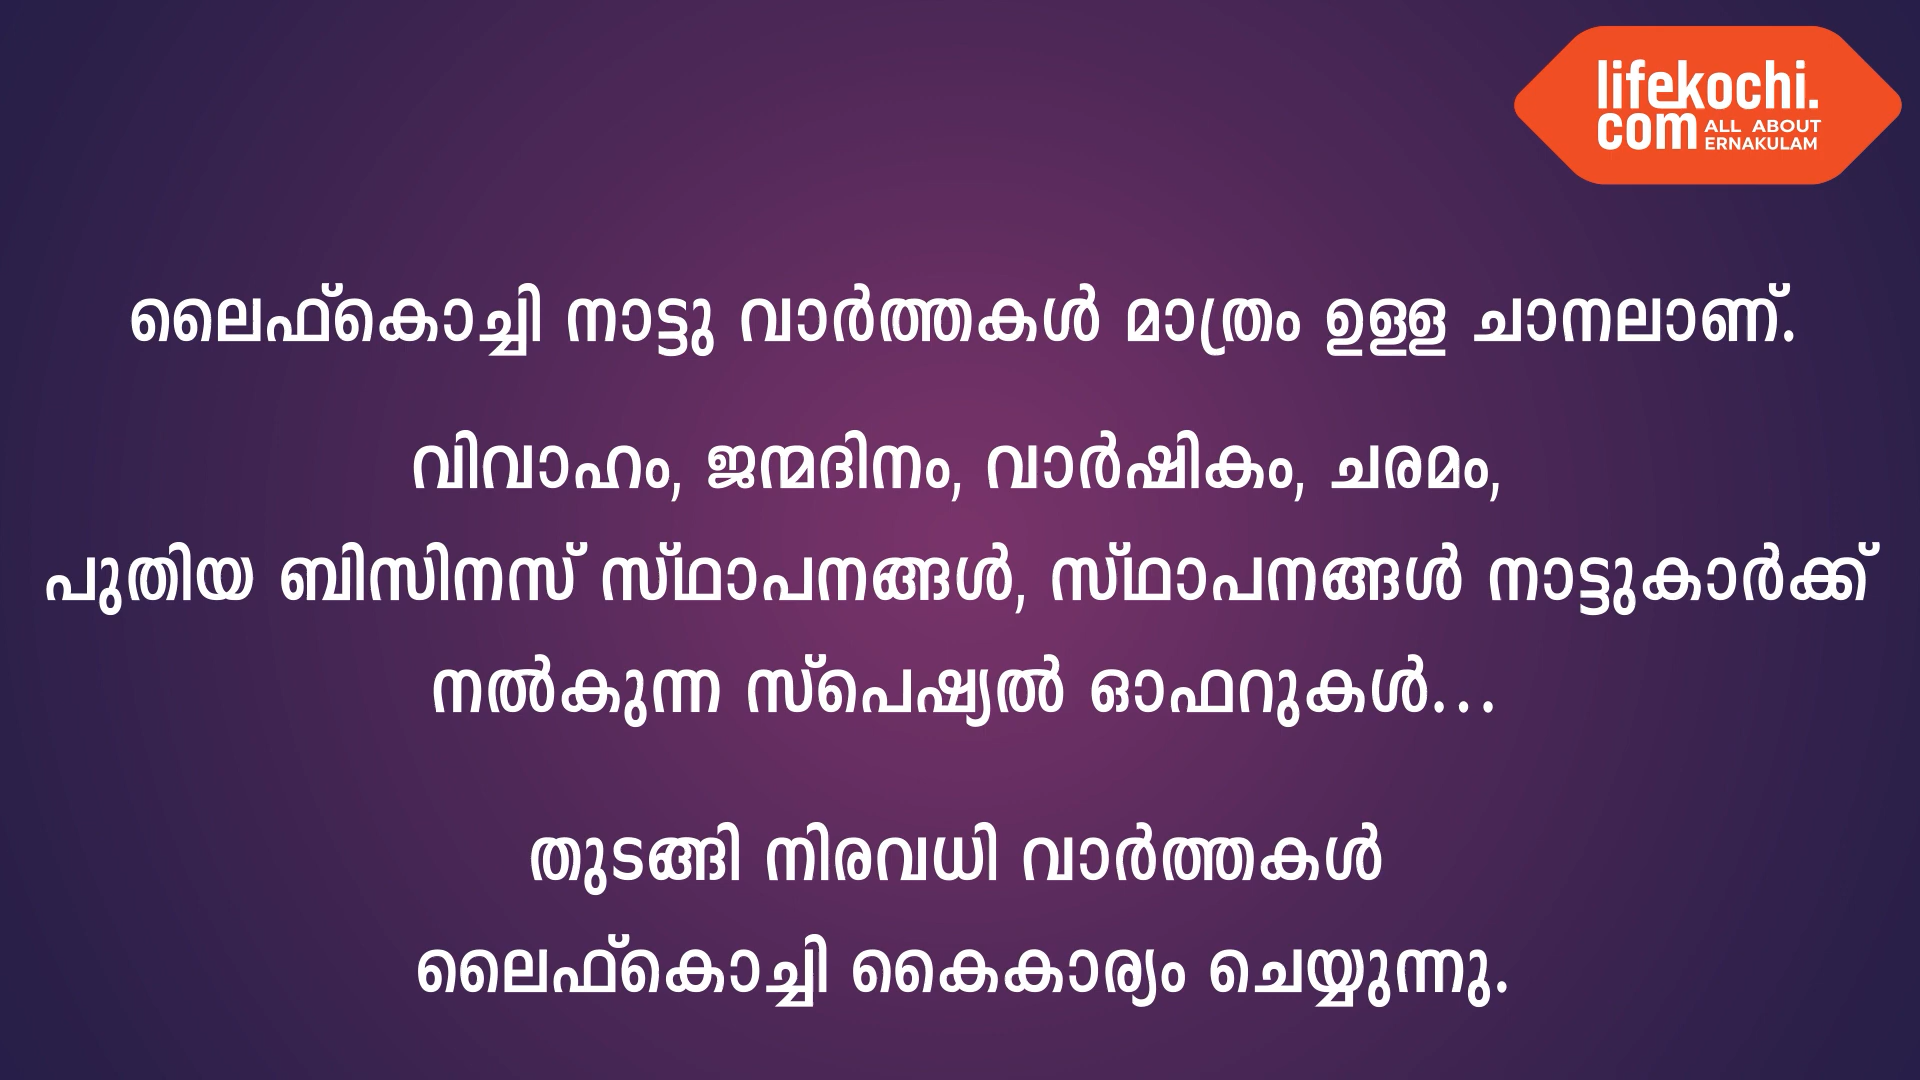 lifekochi.
com ALL ABOUT
ERNAKULAM
ലൈഫ്കൊച്ചി നാട്ടു വാർത്തകൾ മാത്രം ഉള്ള ചാനലാണ്.
വിവാഹം, ജന്മദിനം, വാർഷികം, ചരമം,
പുതിയ ബിസിനസ് സ്ഥാപനങ്ങൾ, സ്ഥാപനങ്ങൾ നാട്ടുകാർക്ക്
നൽകുന്ന സ്പെഷ്യൽ ഓഫറുകൾ...
തുടങ്ങി നിരവധി വാർത്തകൾ
ലൈഫ്കൊച്ചി കൈകാര്യം ചെയ്യുന്നു.